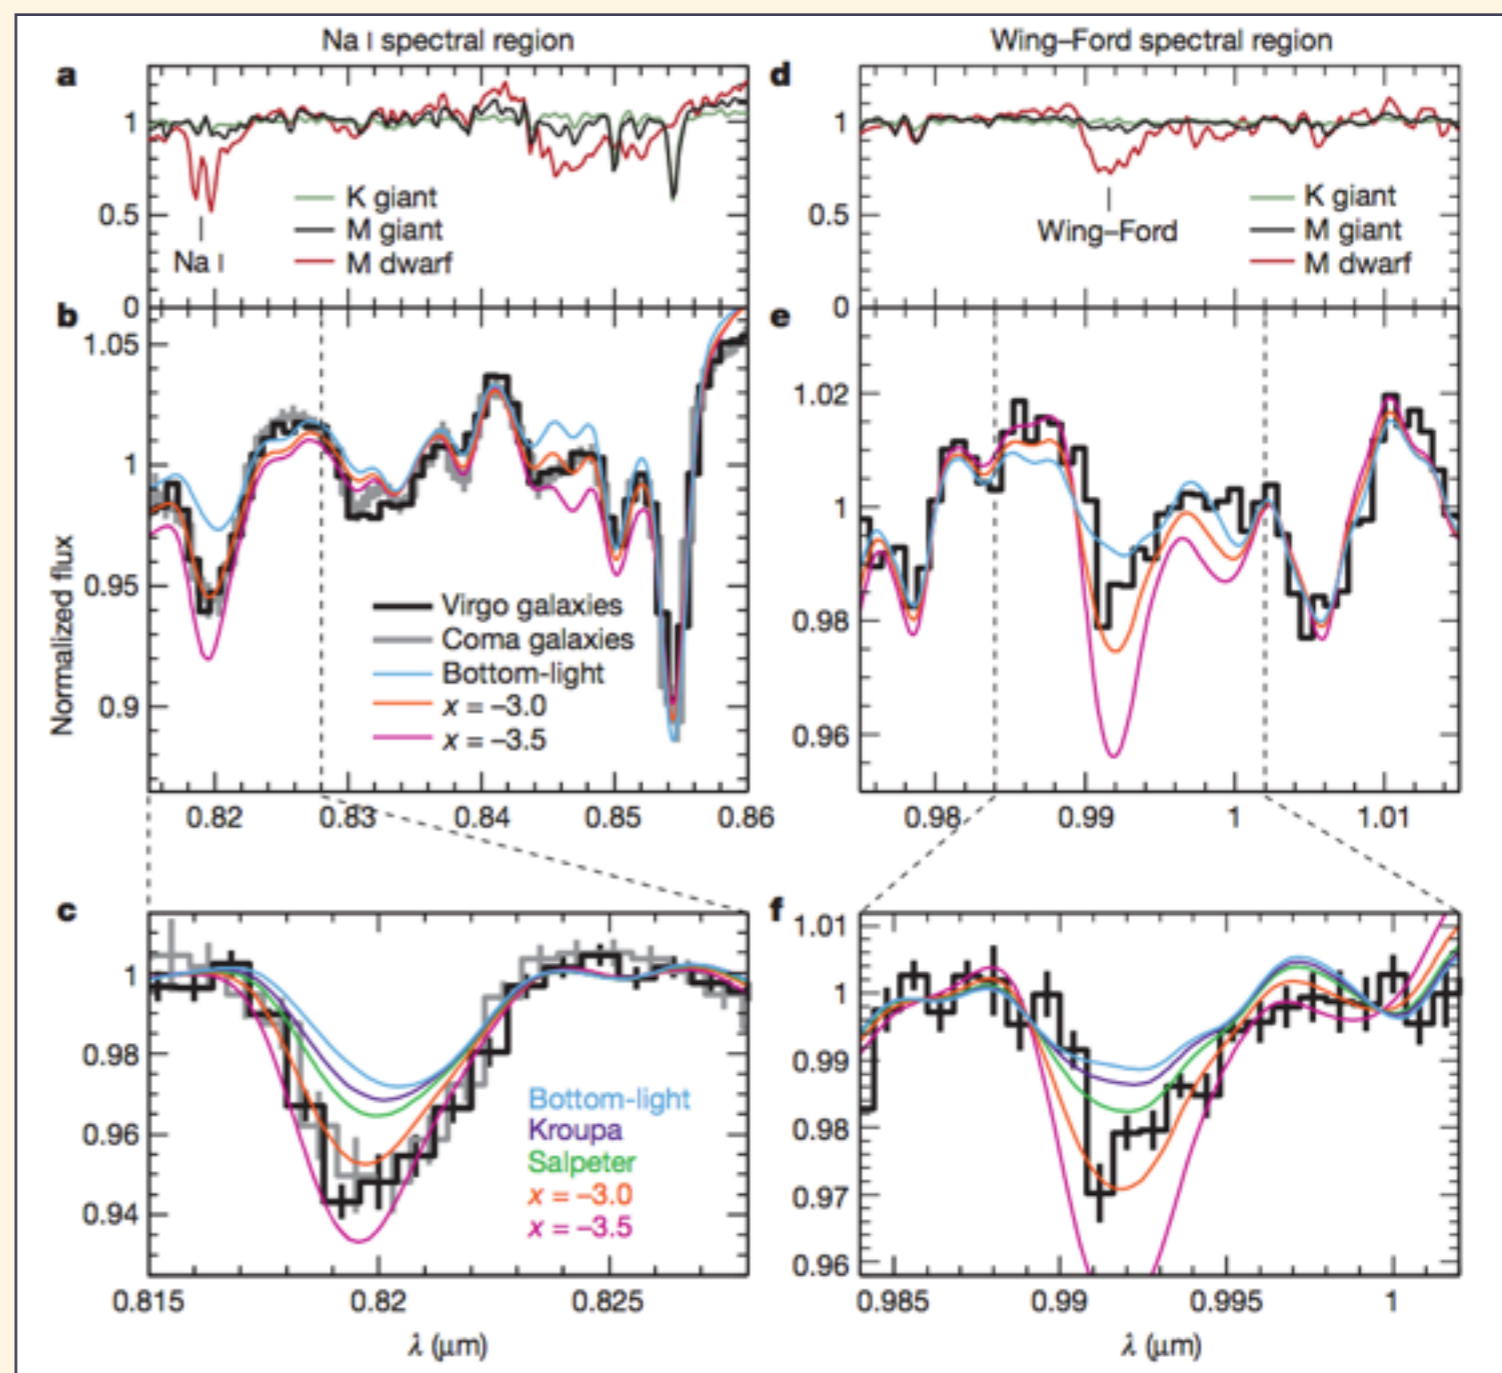 Na I spectral region
Wing–Ford spectral region
a
1
0.5
0
Na I
K giant
M giant
M dwarf
d
1
0.5
0
Wing–Ford
K giant
M giant
M dwarf
b
1.05
1
0.95
0.9
Normalized flux
Virgo galaxies
Coma galaxies
Bottom-light
x = –3.0
x = –3.5
0.82 0.83 0.84 0.85 0.86
e
1.02
1
0.98
0.96
0.98 0.99 1 1.01
c
1
0.98
0.96
0.94
Bottom-light
Kroupa
Salpeter
x = –3.0
x = –3.5
0.815 0.82 0.825
λ (μm)
f
1.01
1
0.99
0.98
0.97
0.96
0.985 0.99 0.995 1
λ (μm)